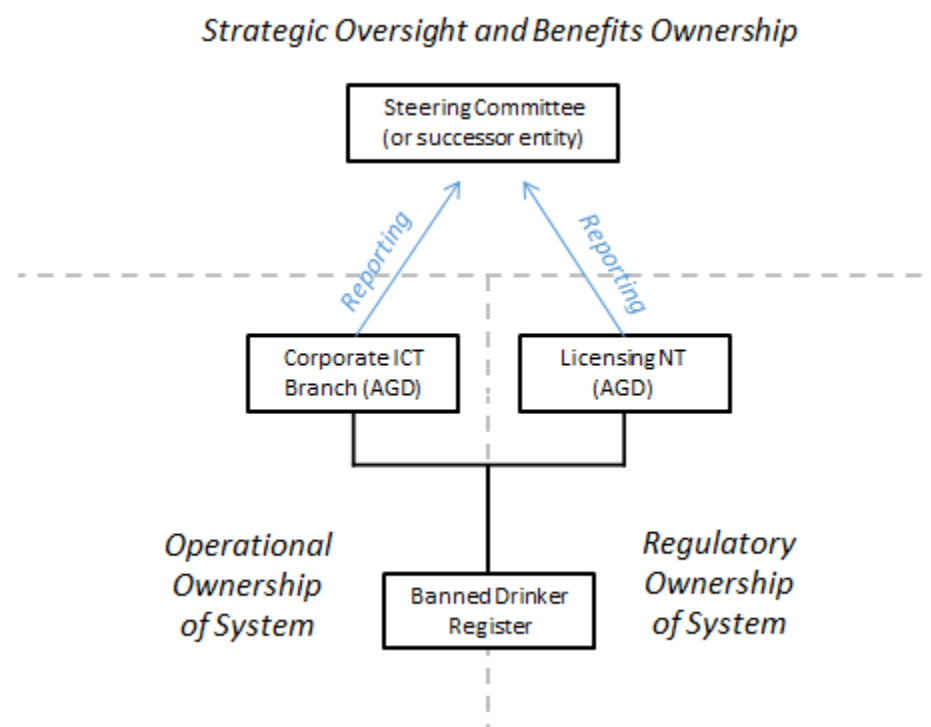 Strategic Oversight and Benefits Ownership
Steering Committee
(or successor entity)
Reporting
Reporting
Corporate ICT
Branch (AGD)
Licensing NT
(AGD)
Operational
Ownership
of System
Regulatory
Ownership
of System
Banned Drinker
Register